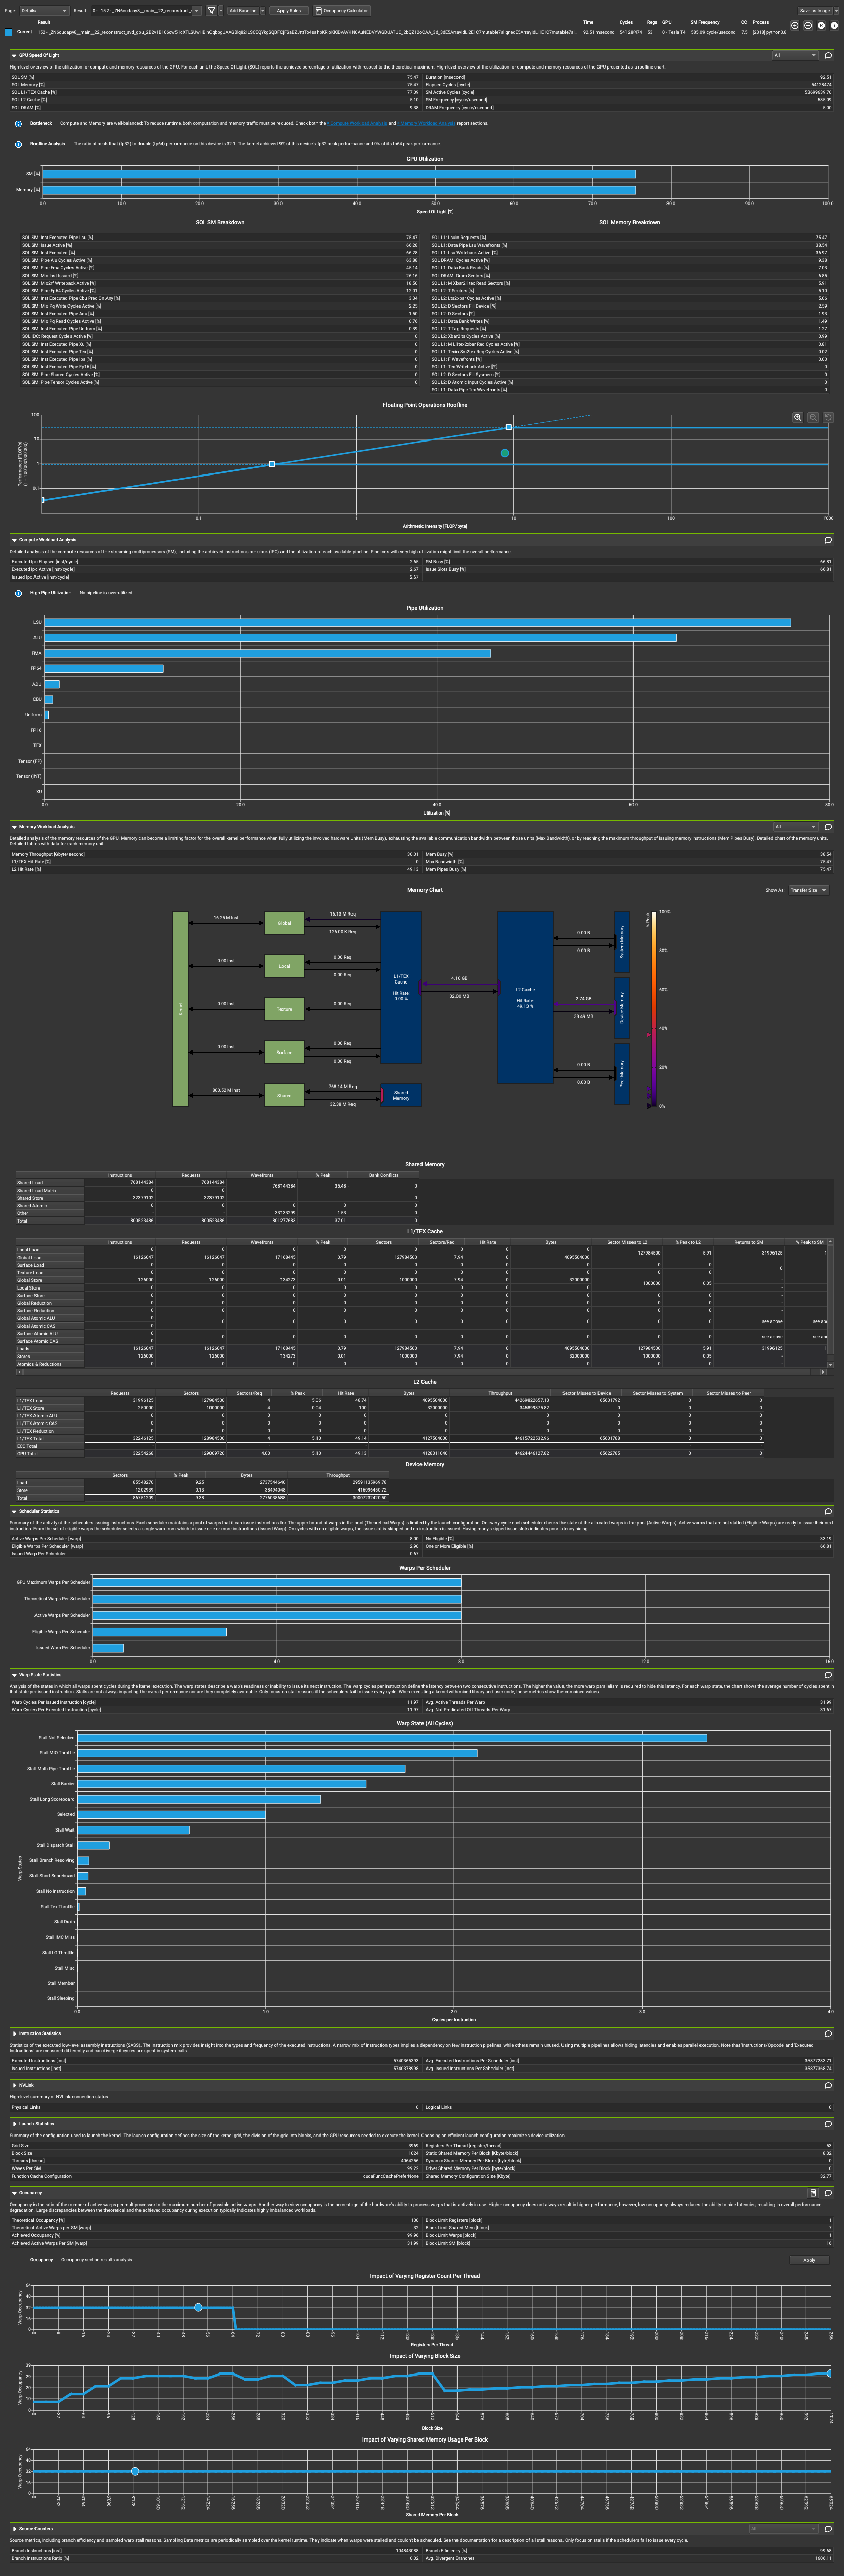 Page: Details Result: 0 - 152 - Add Baseline Apply Rules Occupancy Calculator Save as Image
Result Time Cycles Regs GPU SM Frequency CC Process
Current 92.51 msecond 54'128'474 53 0 - Tesla T4 585.09 cycle/usecond 7.5 [2318] python3.8
GPU Speed Of Light All
High-level overview of the utilization for compute and memory resources of the GPU. For each unit, the Speed Of Light (SOL) reports the achieved percentage of utilization with respect to the theoretical maximum. High-level overview of the utilization for compute and memory resources of the GPU presented as a roofline chart.
SOL SM [%] 75.47 Duration [msecond] 92.51
SOL Memory [%] 75.47 Elapsed Cycles [cycle] 54128474
SOL L1/TEX Cache [%] 77.09 SM Active Cycles [cycle] 53699639.70
SOL L2 Cache [%] 5.10 SM Frequency [cycle/usecond] 585.09
SOL DRAM [%] 9.38 DRAM Frequency [cycle/nsecond] 5.00
Bottleneck Compute and Memory are well-balanced: To reduce runtime, both computation and memory traffic must be reduced. Check both the Compute Workload Analysis and Memory Workload Analysis report sections.
Roofline Analysis The ratio of peak float (fp32) to double (fp64) performance on this device is 32:1. The kernel achieved 9% of this device's fp32 peak performance and 0% of its fp64 peak performance.
GPU Utilization
SM [%]
Memory [%]
0.0 10.0 20.0 30.0 40.0 50.0 60.0 70.0 80.0 90.0 100.0
Speed Of Light [%]
SOL SM Breakdown SOL Memory Breakdown
SOL SM: Inst Executed Pipe Lsu [%] 75.47 SOL L1: Lsuin Requests [%] 75.47
SOL SM: Issue Active [%] 66.28 SOL L1: Data Pipe Lsu Wavefronts [%] 38.54
SOL SM: Inst Executed [%] 66.28 SOL L1: Lsu Writeback Active [%] 36.97
SOL SM: Pipe Alu Cycles Active [%] 63.88 SOL DRAM: Cycles Active [%] 9.38
SOL SM: Pipe Fma Cycles Active [%] 45.14 SOL L1: Data Bank Reads [%] 7.03
SOL SM: Mio Inst Issued [%] 26.16 SOL DRAM: Dram Sectors [%] 6.85
SOL SM: Mio2rf Writeback Active [%] 18.50 SOL L1: M Xbar2l1tex Read Sectors [%] 5.91
SOL SM: Pipe Fp64 Cycles Active [%] 12.01 SOL L2: T Sectors [%] 5.10
SOL SM: Inst Executed Pipe Cbu Pred On Any [%] 3.34 SOL L2: Lts2xbar Cycles Active [%] 5.06
SOL SM: Mio Pq Write Cycles Active [%] 2.25 SOL L2: D Sectors Fill Device [%] 2.59
SOL SM: Inst Executed Pipe Adu [%] 1.50 SOL L2: D Sectors [%] 1.93
SOL SM: Mio Pq Read Cycles Active [%] 0.76 SOL L1: Data Bank Writes [%] 1.49
SOL SM: Inst Executed Pipe Uniform [%] 0.39 SOL L2: T Tag Requests [%] 1.27
SOL IDC: Request Cycles Active [%] 0 SOL L2: Xbar2lts Cycles Active [%] 0.99
SOL SM: Inst Executed Pipe Xu [%] 0 SOL L1: M L1tex2xbar Req Cycles Active [%] 0.81
SOL SM: Inst Executed Pipe Tex [%] 0 SOL L1: Texin Sm2tex Req Cycles Active [%] 0.02
SOL SM: Inst Executed Pipe Ipa [%] 0 SOL L1: F Wavefronts [%] 0.00
SOL SM: Inst Executed Pipe Fp16 [%] 0 SOL L1: Tex Writeback Active [%] 0
SOL SM: Pipe Shared Cycles Active [%] 0 SOL L2: D Sectors Fill Sysmem [%] 0
SOL SM: Pipe Tensor Cycles Active [%] 0 SOL L2: D Atomic Input Cycles Active [%] 0
SOL L1: Data Pipe Tex Wavefronts [%] 0
Floating Point Operations Roofline
Performance [FLOP/s]
100 10 1 0.1
0.1 1 10 100 1'000
Arithmetic Intensity [FLOP/byte]
Compute Workload Analysis
Detailed analysis of the compute resources of the streaming multiprocessors (SM), including the achieved instructions per clock (IPC) and the utilization of each available pipeline. Pipelines with very high utilization might limit the overall performance.
Executed Ipc Elapsed [inst/cycle] 2.65 SM Busy [%] 66.81
Executed Ipc Active [inst/cycle] 2.67 Issue Slots Busy [%] 66.81
Issued Ipc Active [inst/cycle] 2.67
High Pipe Utilization No pipeline is over-utilized.
Pipe Utilization
LSU
ALU
FMA
FP64
ADU
CBU
Uniform
FP16
TEX
Tensor (FP)
Tensor (INT)
XU
0.0 20.0 40.0 60.0 80.0
Utilization [%]
Memory Workload Analysis All
Detailed analysis of the memory resources of the GPU. Memory can become a limiting factor for the overall kernel performance when fully utilizing the involved hardware units (Mem Busy), exhausting the available communication bandwidth between those units (Max Bandwidth), or by reaching the maximum throughput of issuing memory instructions (Mem Pipes Busy). Detailed chart of the memory units. Detailed tables with data for each memory unit.
Memory Throughput [Gbyte/second] 30.01 Mem Busy [%] 38.54
L1/TEX Hit Rate [%] 0 Max Bandwidth [%] 75.47
L2 Hit Rate [%] 49.13 Mem Pipes Busy [%] 75.47
Memory Chart
Show As: Transfer Size
Kernel
16.25 M Inst Global 16.13 M Req 126.00 K Req
0.00 Inst Local 0.00 Req 0.00 Req
0.00 Inst Texture 0.00 Req
0.00 Inst Surface 0.00 Req 0.00 Req
800.52 M Inst Shared 768.14 M Req 32.38 M Req
L1/TEX Cache Hit Rate: 0.00 %
Shared Memory
4.10 GB 32.00 MB
L2 Cache Hit Rate: 49.13 %
0.00 B 0.00 B System Memory
2.74 GB 38.49 MB Device Memory
0.00 B 0.00 B Peer Memory
% Peak
100% 80% 60% 40% 20% 0%
Shared Memory
Instructions Requests Wavefronts % Peak Bank Conflicts
Shared Load 768144384 768144384 768144384 35.48 0
Shared Load Matrix 0 0
Shared Store 32379102 32379102 0
Shared Atomic 0 0 0 0
Other - - 33133299 1.53 0
Total 800523486 800523486 801277683 37.01 0
L1/TEX Cache
Instructions Requests Wavefronts % Peak Sectors Sectors/Req Hit Rate Bytes Sector Misses to L2 % Peak to L2 Returns to SM % Peak to SM
Local Load 0 0 0 0 0 0 0 0
Global Load 16126047 16126047 17168445 0.79 127984500 7.94 0 4095504000 127984500 5.91 31996125
Surface Load 0 0 0 0 0 0 0 0
Texture Load 0 0 0 0 0 0 0 0 0
Global Store 126000 126000 134273 0.01 1000000 7.94 0 32000000 1000000 0.05
Local Store 0 0 0 0 0 0 0 0
Surface Store 0 0 0 0 0 0 0 0
Global Reduction 0 0 0 0 0 0 0 0
Surface Reduction 0 0 0 0 0 0 0 0
Global Atomic ALU 0 0 0 0 0 0 0 0 0 0 see above
Global Atomic CAS 0
Surface Atomic ALU 0 0 0 0 0 0 0 0 0 0 see above
Surface Atomic CAS 0
Loads 16126047 16126047 17168445 0.79 127984500 7.94 0 4095504000 127984500 5.91 31996125
Stores 126000 126000 134273 0.01 1000000 7.94 0 32000000 1000000 0.05
Atomics & Reductions 0 0 0 0 0 0 0 0 0 0
L2 Cache
Requests Sectors Sectors/Req % Peak Hit Rate Bytes Throughput Sector Misses to Device Sector Misses to System Sector Misses to Peer
L1/TEX Load 31996125 127984500 4 5.06 48.74 4095504000 44269822657.13 65601792 0 0
L1/TEX Store 250000 1000000 4 0.04 100 32000000 345899875.82 0 0 0
L1/TEX Atomic ALU 0 0 0 0 0 0 0 0 0 0
L1/TEX Atomic CAS 0 0 0 0 0 0 0 0 0 0
L1/TEX Reduction 0 0 0 0 0 0 0 0 0 0
L1/TEX Total 32246125 128984500 4 5.10 49.14 4127504000 44615722532.96 65601788 0 0
ECC Total
GPU Total 32254268 129009720 4.00 5.10 49.13 4128311040 44624446127.82 65622785 0 0
Device Memory
Sectors % Peak Bytes Throughput
Load 85548270 9.25 2737544640 29591135969.78
Store 1202939 0.13 38494048 416096450.72
Total 86751209 9.38 2776038688 30007232420.50
Scheduler Statistics
Summary of the activity of the schedulers issuing instructions. Each scheduler maintains a pool of warps that it can issue instructions for. The upper bound of warps in the pool (Theoretical Warps) is limited by the launch configuration. On every cycle each scheduler checks the state of the allocated warps in the pool (Active Warps). Active warps that are not stalled (Eligible Warps) are ready to issue their next instruction. From the set of eligible warps the scheduler selects a single warp from which to issue one or more instructions (Issued Warp). On cycles with no eligible warps, the issue slot is skipped and no instruction is issued. Having many skipped issue slots indicates poor latency hiding.
Active Warps Per Scheduler [warp] 8.00 No Eligible [%] 33.19
Eligible Warps Per Scheduler [warp] 2.90 One or More Eligible [%] 66.81
Issued Warp Per Scheduler 0.67
Warps Per Scheduler
GPU Maximum Warps Per Scheduler
Theoretical Warps Per Scheduler
Active Warps Per Scheduler
Eligible Warps Per Scheduler
Issued Warp Per Scheduler
0.0 4.0 8.0 12.0 16.0
Warp State Statistics
Analysis of the states in which all warps spent cycles during the kernel execution. The warp states describe a warp's readiness or inability to issue its next instruction. The warp cycles per instruction define the latency between two consecutive instructions. The higher the value, the more warp parallelism is required to hide this latency. For each warp state, the chart shows the average number of cycles spent in that state per issued instruction. Stalls are not always impacting the overall performance nor are they completely avoidable. Only focus on stall reasons if the schedulers fail to issue every cycle. When executing a kernel with mixed library and user code, these metrics show the combined values.
Warp Cycles Per Issued Instruction [cycle] 11.97 Avg. Active Threads Per Warp 31.99
Warp Cycles Per Executed Instruction [cycle] 11.97 Avg. Not Predicated Off Threads Per Warp 31.67
Warp State (All Cycles)
Warp States
Stall Not Selected
Stall MIO Throttle
Stall Math Pipe Throttle
Stall Barrier
Stall Long Scoreboard
Selected
Stall Wait
Stall Dispatch Stall
Stall Branch Resolving
Stall Short Scoreboard
Stall No Instruction
Stall Tex Throttle
Stall Drain
Stall IMC Miss
Stall LG Throttle
Stall Misc
Stall Membar
Stall Sleeping
0.0 1.0 2.0 3.0 4.0
Cycles per Instruction
Instruction Statistics
Statistics of the executed low-level assembly instructions (SASS). The instruction mix provides insight into the types and frequency of the executed instructions. A narrow mix of instruction types implies a dependency on few instruction pipelines, while others remain unused. Using multiple pipelines allows hiding latencies and enables parallel execution. Note that 'Instructions/Opcode' and 'Executed Instructions' are measured differently and can diverge if cycles are spent in system calls.
Executed Instructions [inst] 5740365393 Avg. Executed Instructions Per Scheduler [inst] 35877283.71
Issued Instructions [inst] 5740378998 Avg. Issued Instructions Per Scheduler [inst] 35877368.74
NVLink
High-level summary of NVLink connection status.
Physical Links 0 Logical Links 0
Launch Statistics
Summary of the configuration used to launch the kernel. The launch configuration defines the size of the kernel grid, the division of the grid into blocks, and the GPU resources needed to execute the kernel. Choosing an efficient launch configuration maximizes device utilization.
Grid Size 3969 Registers Per Thread [register/thread] 53
Block Size 1024 Static Shared Memory Per Block [Kbyte/block] 8.32
Threads [thread] 4064256 Dynamic Shared Memory Per Block [byte/block] 0
Waves Per SM 99.22 Driver Shared Memory Per Block [byte/block] 0
Function Cache Configuration cudaFuncCachePreferNone Shared Memory Configuration Size [Kbyte] 32.77
Occupancy
Occupancy is the ratio of the number of active warps per multiprocessor to the maximum number of possible active warps. Another way to view occupancy is the percentage of the hardware's ability to process warps that is actively in use. Higher occupancy does not always result in higher performance, however, low occupancy always reduces the ability to hide latencies, resulting in overall performance degradation. Large discrepancies between the theoretical and the achieved occupancy during execution typically indicates highly imbalanced workloads.
Theoretical Occupancy [%] 100 Block Limit Registers [block] 1
Theoretical Active Warps per SM [warp] 32 Block Limit Shared Mem [block] 7
Achieved Occupancy [%] 99.96 Block Limit Warps [block] 1
Achieved Active Warps Per SM [warp] 31.99 Block Limit SM [block] 16
Occupancy Occupancy section results analysis Apply
Impact of Varying Register Count Per Thread
Warp Occupancy
Registers Per Thread
Impact of Varying Block Size
Warp Occupancy
Block Size
Impact of Varying Shared Memory Usage Per Block
Warp Occupancy
Shared Memory Per Block
Source Counters All
Source metrics, including branch efficiency and sampled warp stall reasons. Sampling Data metrics are periodically sampled over the kernel runtime. They indicate when warps were stalled and couldn't be scheduled. See the documentation for a description of all stall reasons. Only focus on stalls if the schedulers fail to issue every cycle.
Branch Instructions [inst] 104843088 Branch Efficiency [%] 99.68
Branch Instructions Ratio [%] 0.02 Avg. Divergent Branches 1606.11